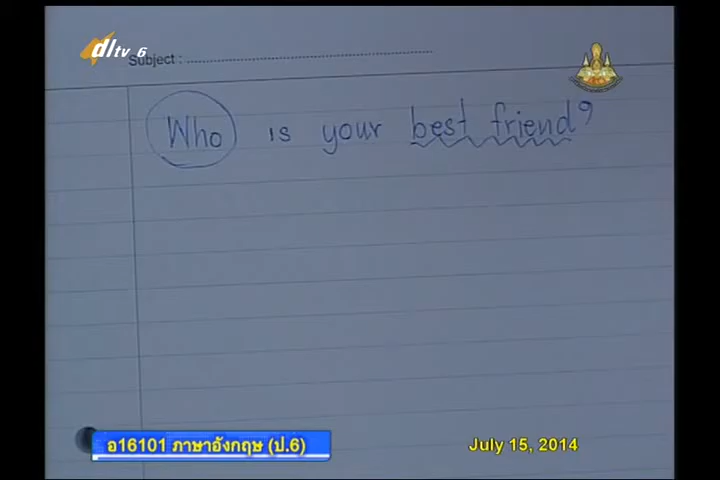 dltv 6
Subject : ........................................................
Who is your best friend?
อ16101 ภาษาอังกฤษ (ป.6)
July 15, 2014